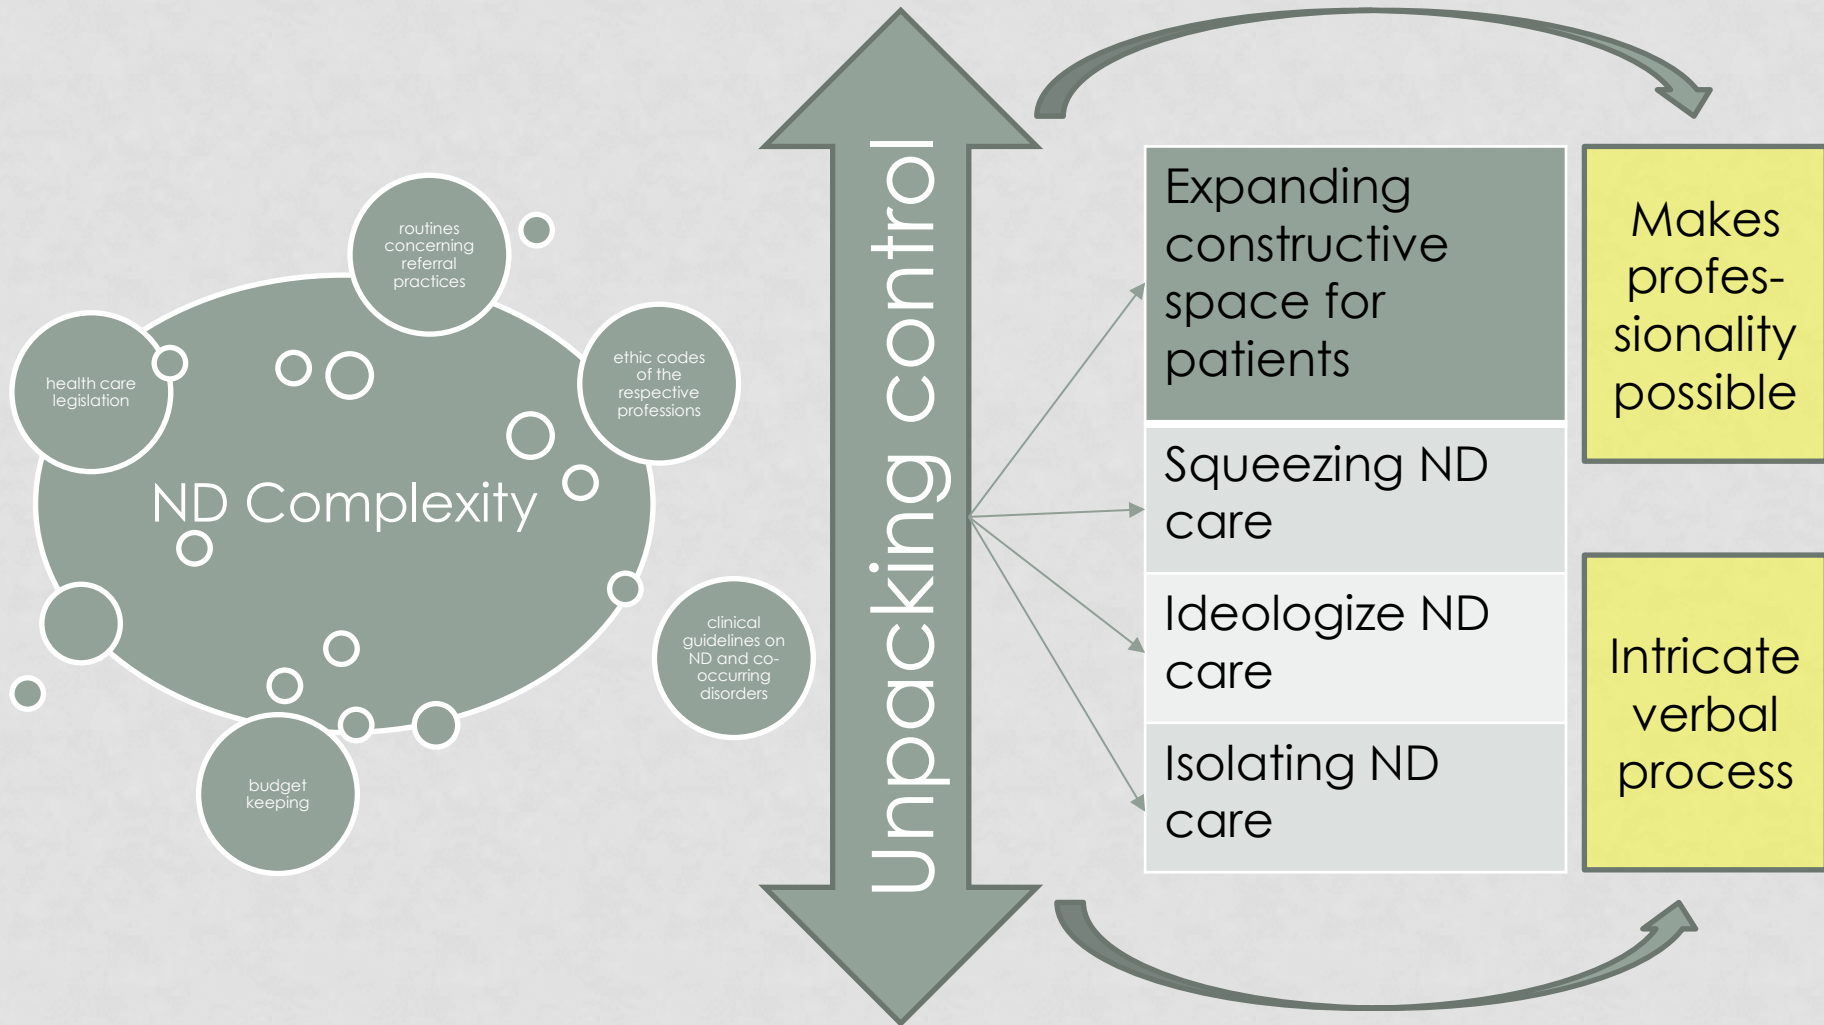 routines
concerning
referral
practices
health care
legislation
ethic codes
of the
respective
professions
ND Complexity
clinical
guidelines on
ND and co-
occurring
disorders
budget
keeping
Unpacking control
Expanding
constructive
space for
patients
Squeezing ND
care
Ideologize ND
care
Isolating ND
care
Makes
profes-
sionality
possible
Intricate
verbal
process